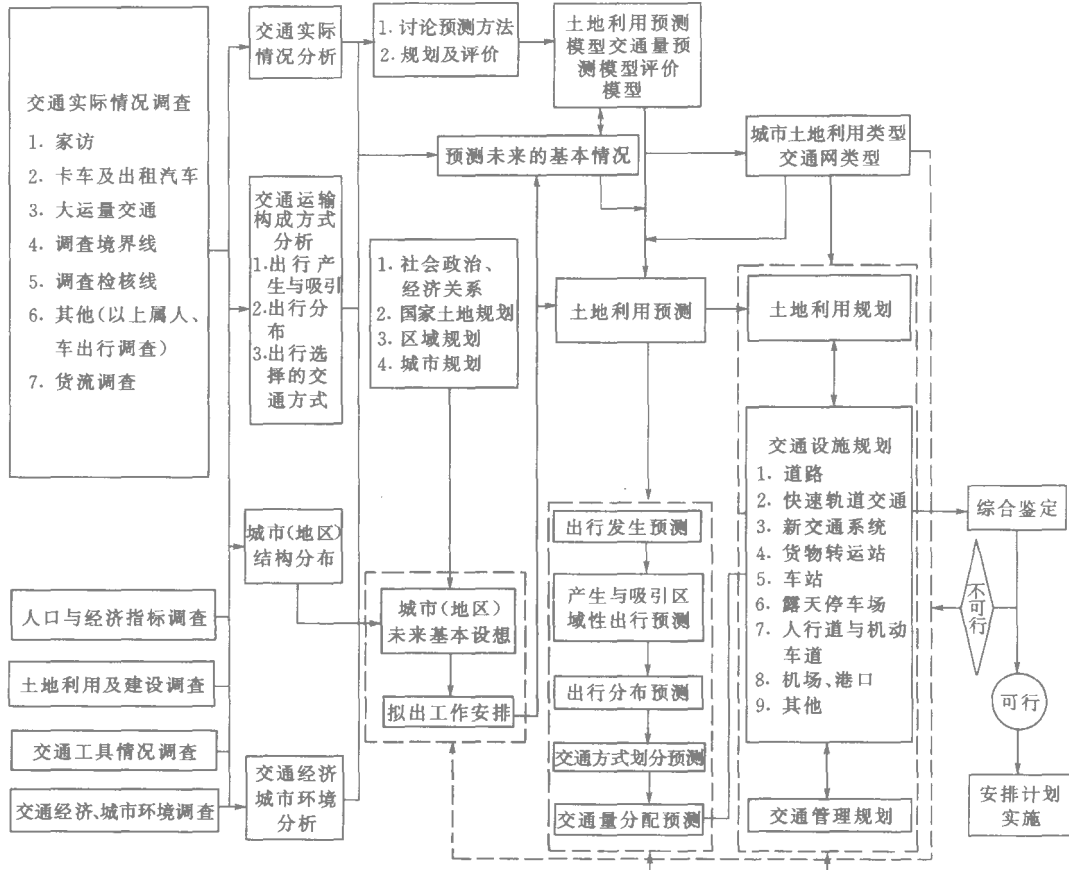 交通实际情况调查
1. 家访
2. 卡车及出租汽车
3. 大运量交通
4. 调查境界线
5. 调查检核线
6. 其他(以上属人、
车出行调查)
7. 货流调查
人口与经济指标调查
土地利用及建设调查
交通工具情况调查
交通经济、城市环境调查
交通实际
情况分析
交通运输
构成方式
分析
1.出行产
生与吸引
2.出行分
布
3.出行选
择的交
通方式
城市(地区)
结构分布
交通经济
城市环境
分析
1. 讨论预测方法
2. 规划及评价
预测未来的基本情况
1. 社会政治、
经济关系
2. 国家土地规划
3. 区域规划
4. 城市规划
城市(地区)
未来基本设想
拟出工作安排
土地利用预测
模型交通量预
测模型评价
模型
土地利用预测
出行发生预测
产生与吸引区
域性出行预测
出行分布预测
交通方式划分预测
交通量分配预测
城市土地利用类型
交通网类型
土地利用规划
交通设施规划
1. 道路
2. 快速轨道交通
3. 新交通系统
4. 货物转运站
5. 车站
6. 露天停车场
7. 人行道与机动
车道
8. 机场、港口
9. 其他
交通管理规划
综合鉴定
不可行
可行
安排计划
实施